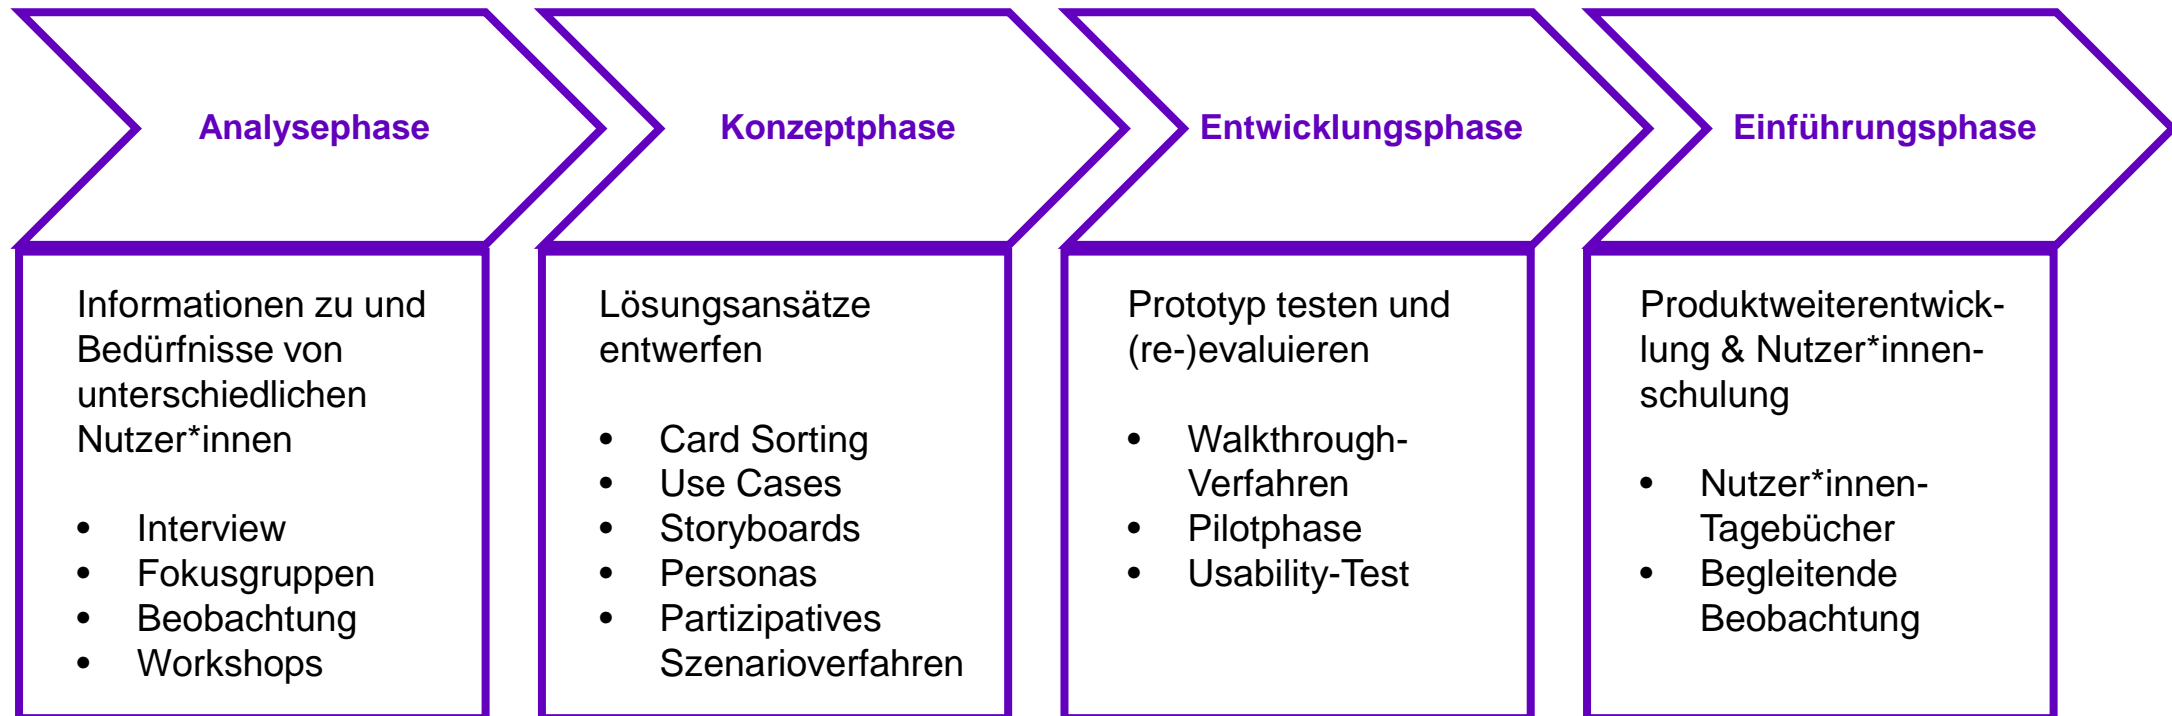 Analysephase
Informationen zu und
Bedürfnisse von
unterschiedlichen
Nutzer*innen
• Interview
• Fokusgruppen
• Beobachtung
• Workshops
Konzeptphase
Lösungsansätze
entwerfen
• Card Sorting
• Use Cases
• Storyboards
• Personas
• Partizipatives
Szenarioverfahren
Entwicklungsphase
Prototyp testen und
(re-)evaluieren
• Walkthrough-
Verfahren
• Pilotphase
• Usability-Test
Einführungsphase
Produktweiterentwick-
lung & Nutzer*innen-
schulung
• Nutzer*innen-
Tagebücher
• Begleitende
Beobachtung